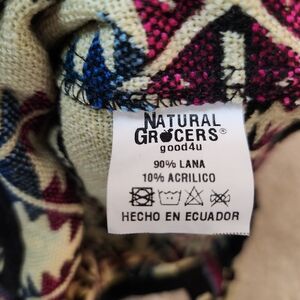 NATURAL
GROCERS®
good4u
90% LANA
10% ACRILICO
HECHO EN ECUADOR